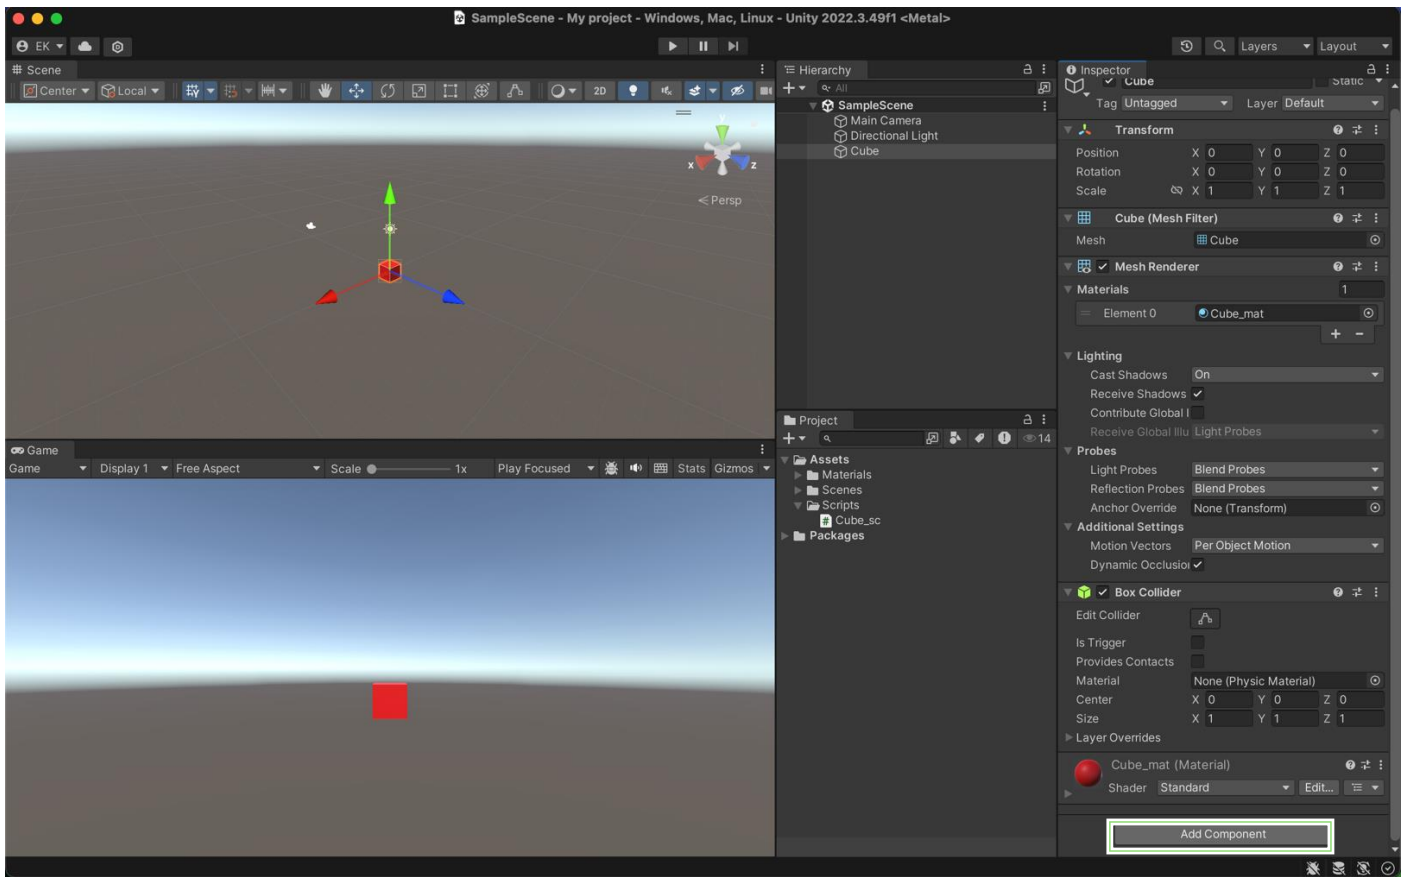 SampleScene - My project - Windows, Mac, Linux - Unity 2022.3.49f1 <Metal>
EK
Layers
Layout
Scene
Center
Local
2D
y
x
z
Persp
Game
Game
Display 1
Free Aspect
Scale
1x
Play Focused
Stats
Gizmos
Hierarchy
All
SampleScene
Main Camera
Directional Light
Cube
Project
14
Assets
Materials
Scenes
Scripts
# Cube_sc
Packages
Inspector
Cube
Static
Tag Untagged
Layer Default
Transform
Position X 0 Y 0 Z 0
Rotation X 0 Y 0 Z 0
Scale X 1 Y 1 Z 1
Cube (Mesh Filter)
Mesh Cube
Mesh Renderer
Materials 1
Element 0 Cube_mat
+ -
Lighting
Cast Shadows On
Receive Shadows
Contribute Global I
Receive Global Illu Light Probes
Probes
Light Probes Blend Probes
Reflection Probes Blend Probes
Anchor Override None (Transform)
Additional Settings
Motion Vectors Per Object Motion
Dynamic Occlusion
Box Collider
Edit Collider
Is Trigger
Provides Contacts
Material None (Physic Material)
Center X 0 Y 0 Z 0
Size X 1 Y 1 Z 1
Layer Overrides
Cube_mat (Material)
Shader Standard Edit...
Add Component